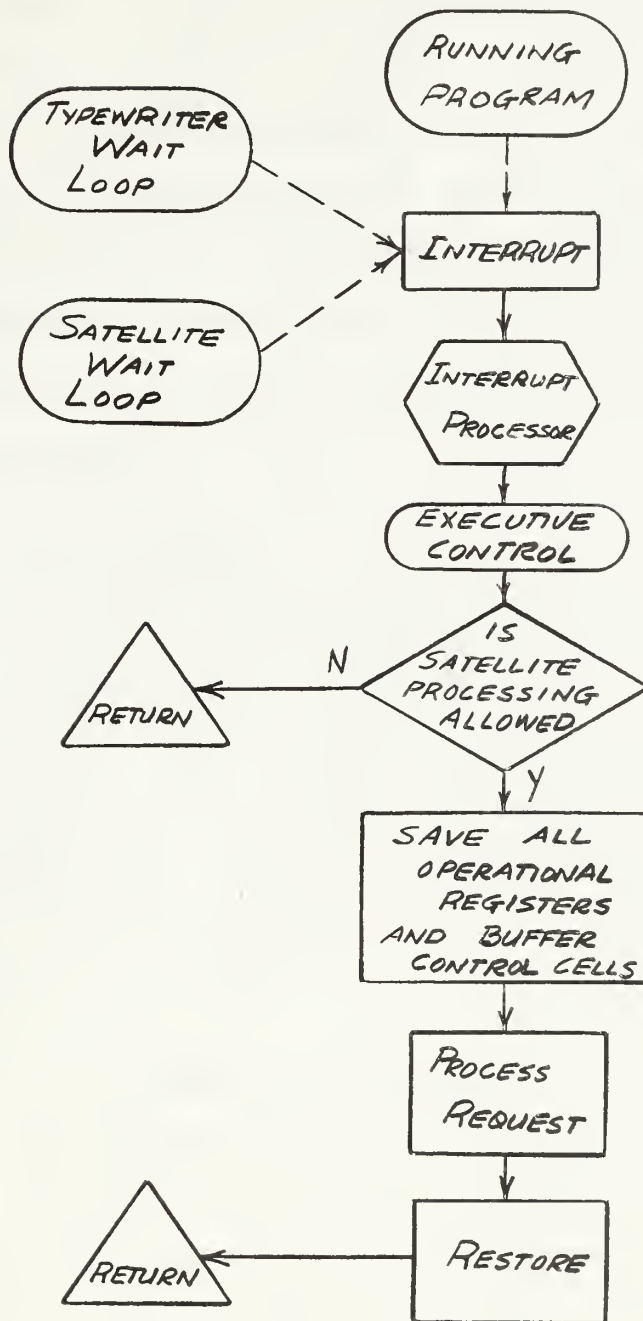 RUNNING
PROGRAM
TYPEWRITER
WAIT
LOOP
INTERRUPT
SATELLITE
WAIT
LOOP
INTERRUPT
PROCESSOR
EXECUTIVE
CONTROL
IS
SATELLITE
PROCESSING
ALLOWED
N
RETURN
Y
SAVE ALL
OPERATIONAL
REGISTERS
AND BUFFER
CONTROL CELLS
PROCESS
REQUEST
RESTORE
RETURN